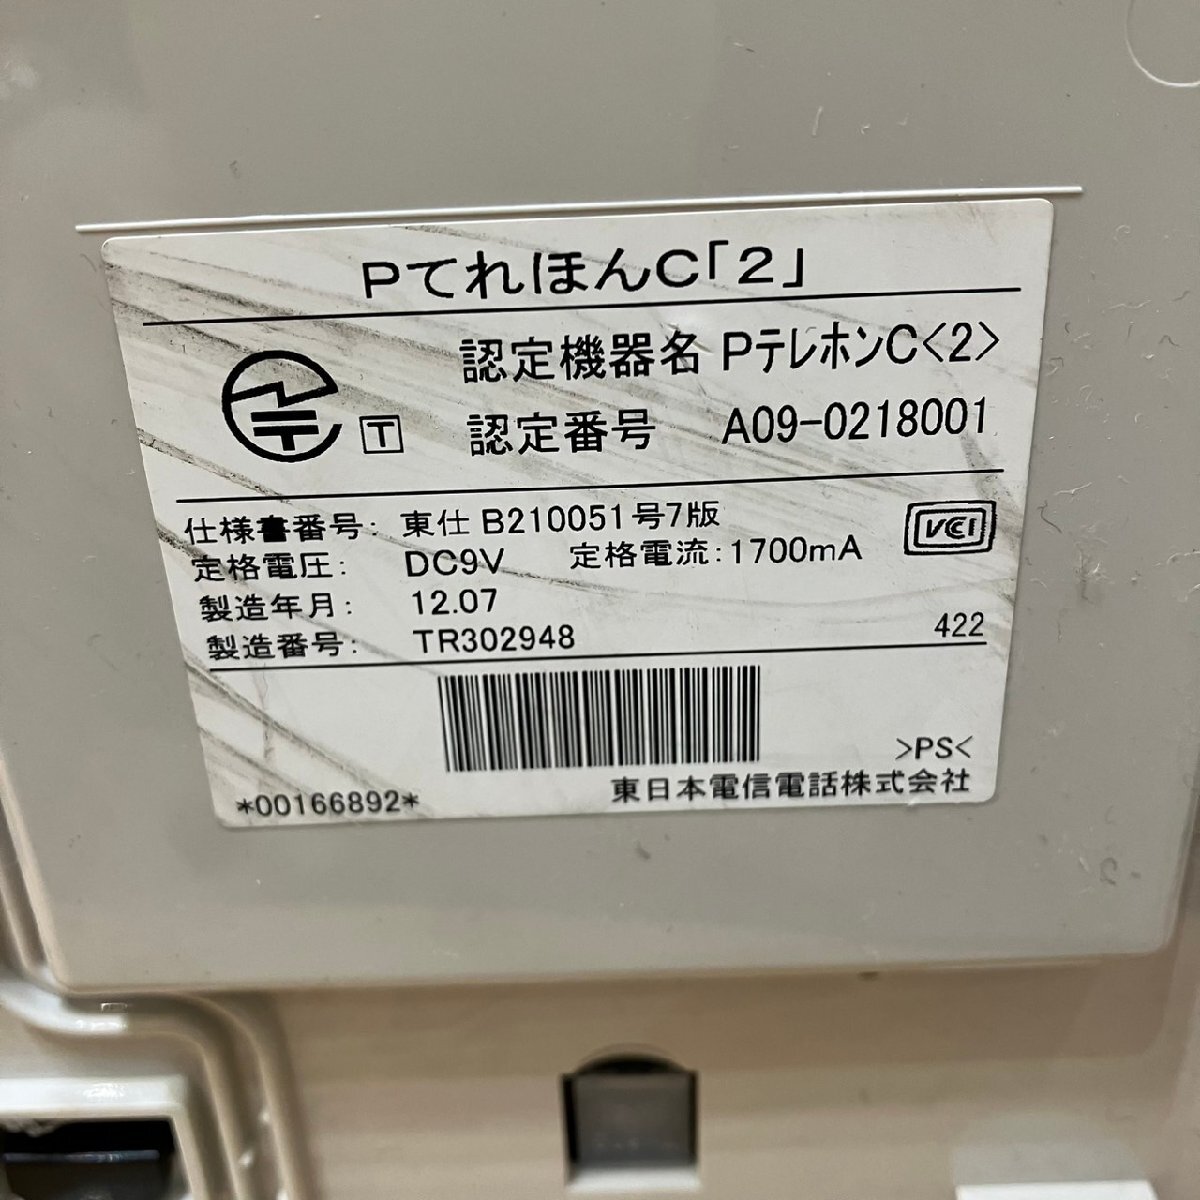 Pてれほん C「2」
認定機器名 PテレホンC<2>
T 認定番号 A09-0218001
仕様書番号: 東仕 B210051号7版
VCCI
定格電圧: DC9V 定格電流:1700mA
製造年月: 12.07
製造番号: TR302948 422
>PS<
*00166892* 東日本電信電話株式会社